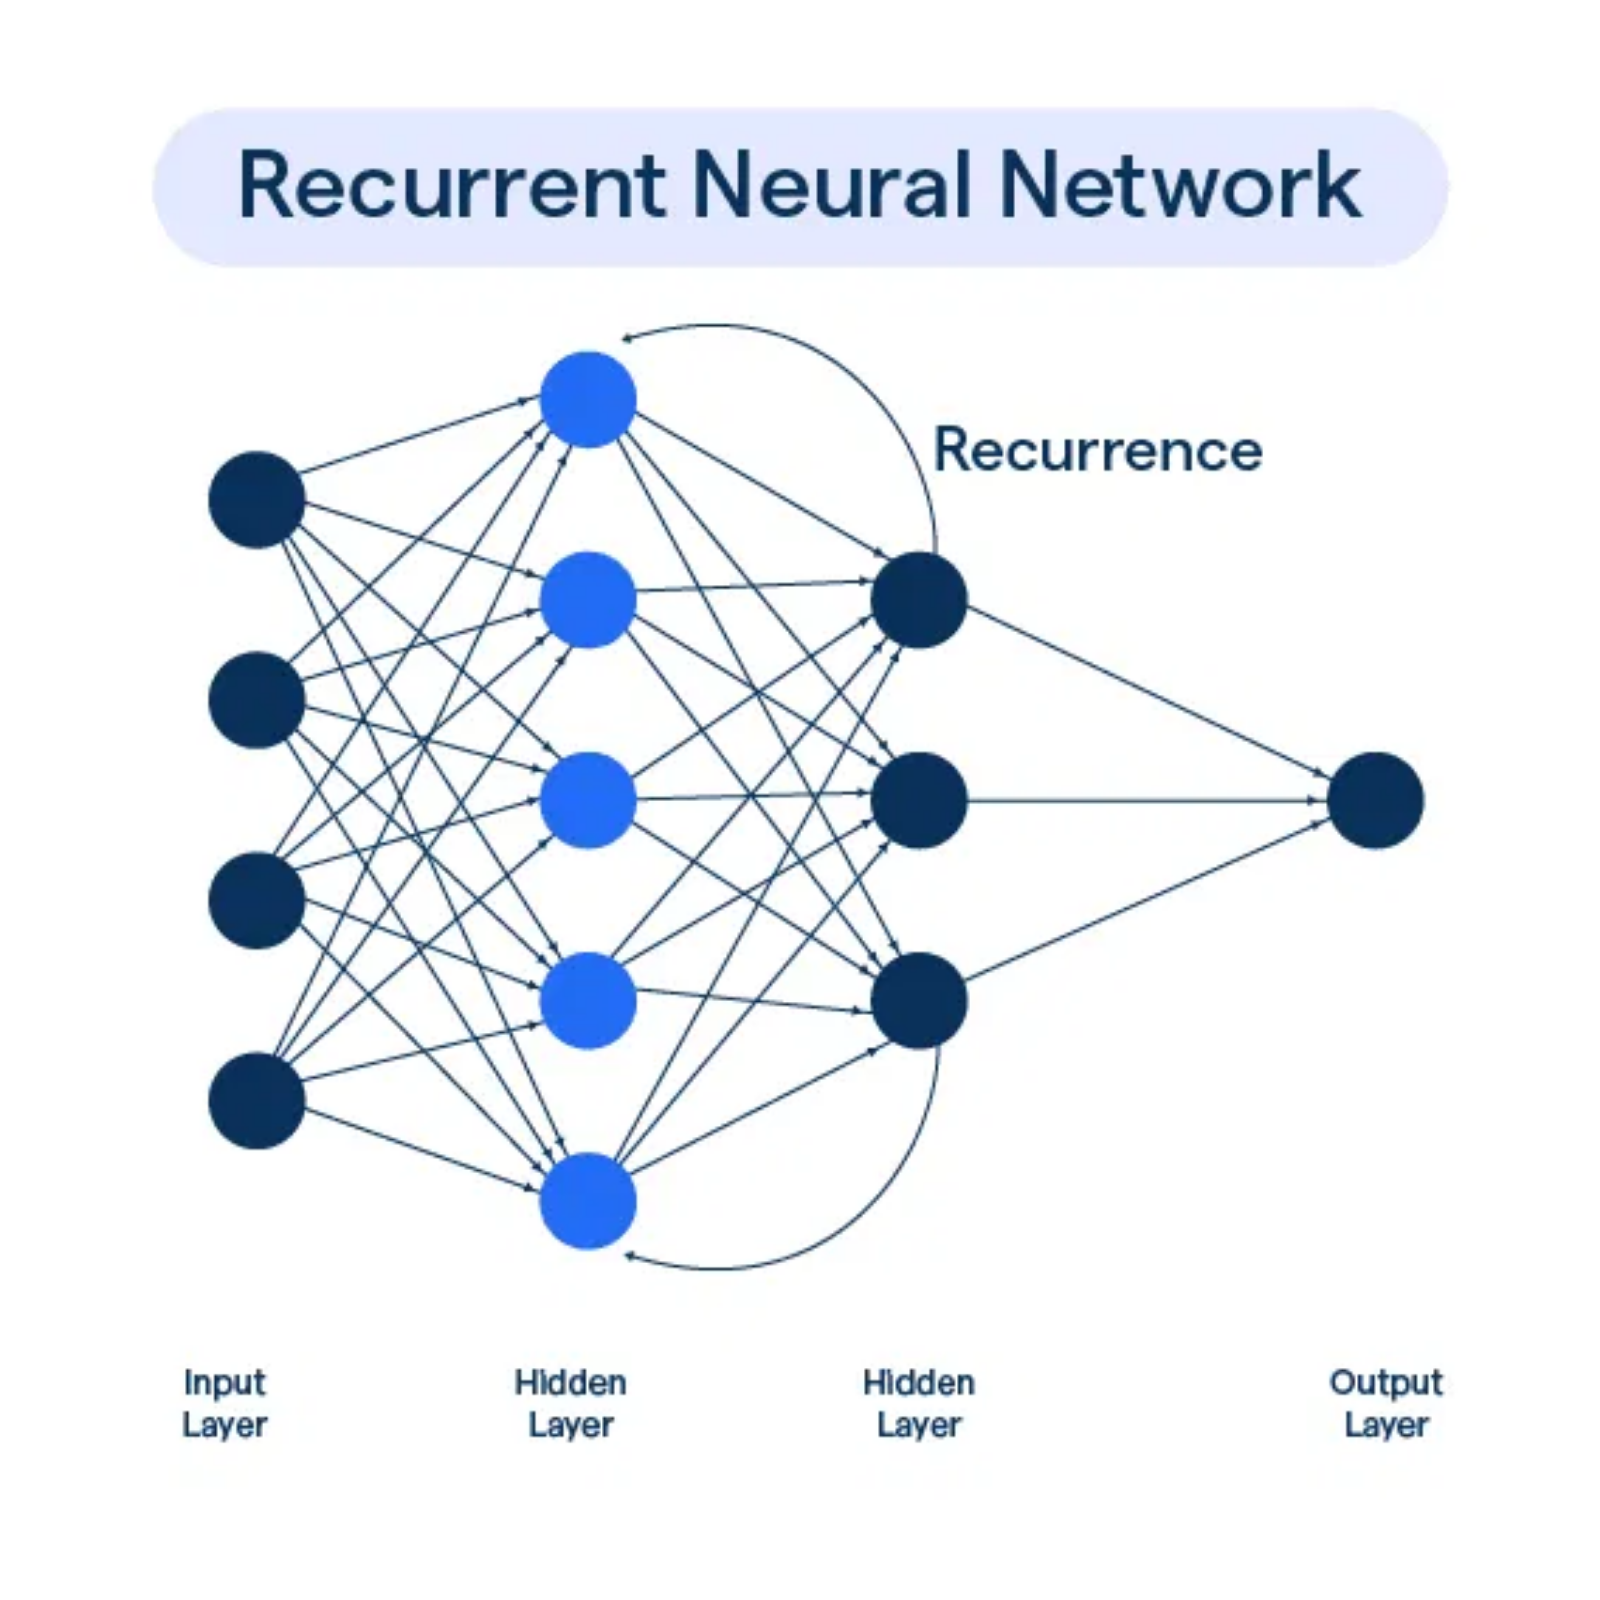 Recurrent Neural Network
Recurrence
Input
Layer
Hidden
Layer
Hidden
Layer
Output
Layer